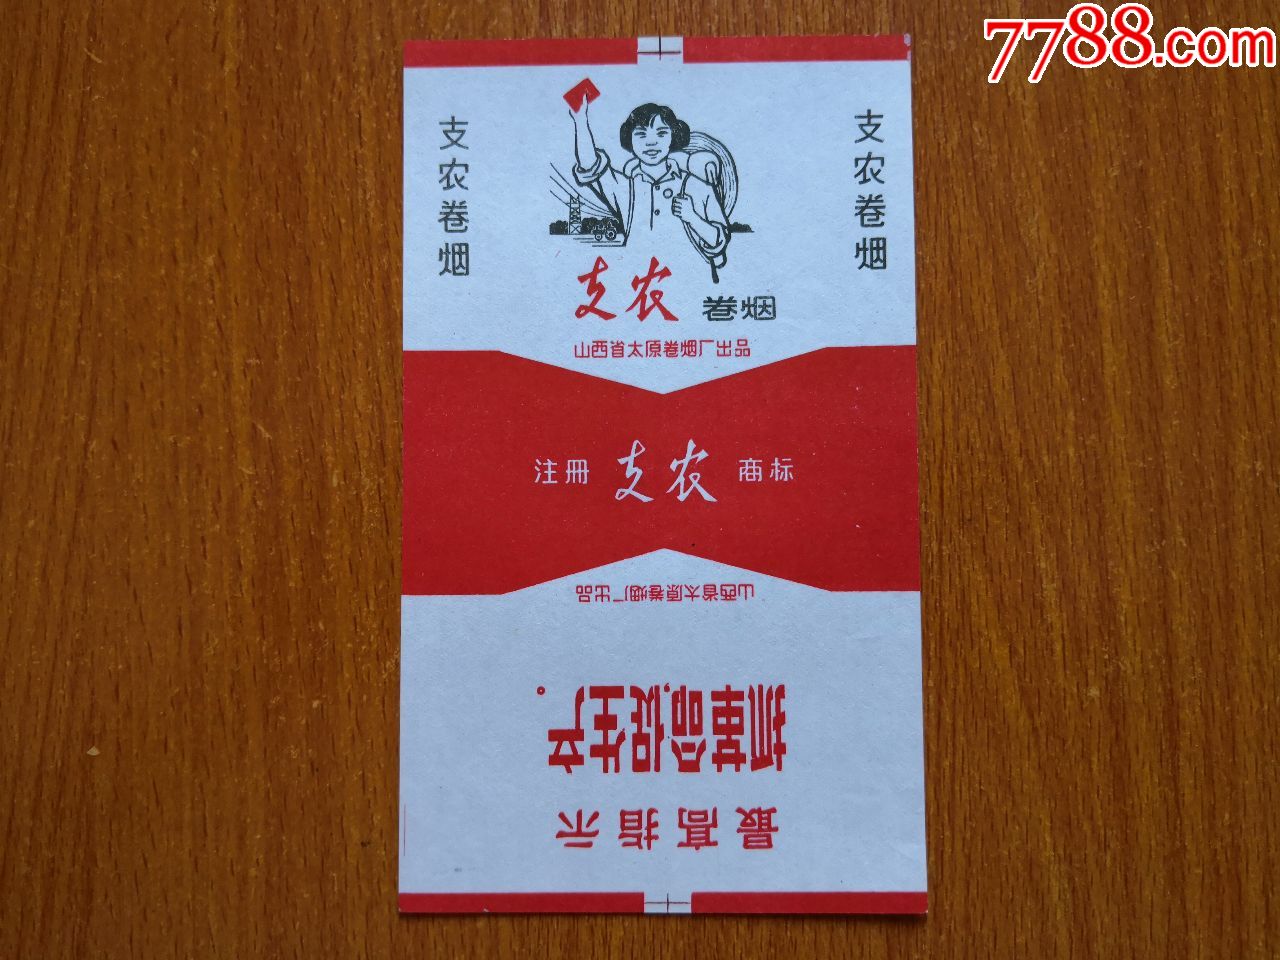 7788.com
支农卷烟
支农卷烟
支农 卷烟
山西省太原卷烟厂出品
注册 支农 商标
山西省太原卷烟厂出品
最高指示
抓革命,促生产。